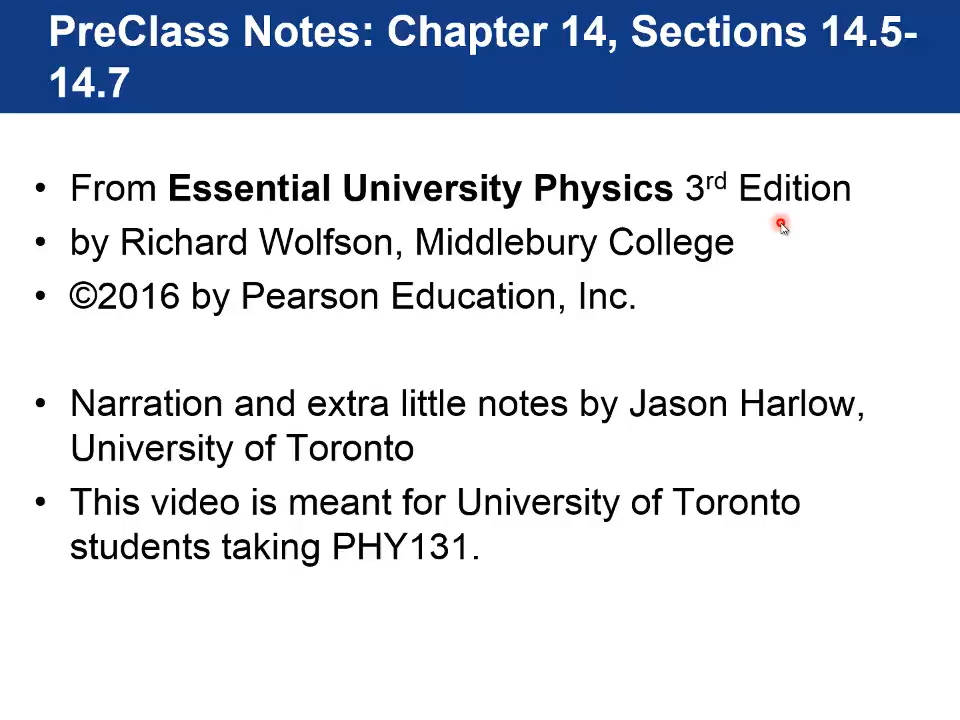 PreClass Notes: Chapter 14, Sections 14.5-
14.7
• From Essential University Physics 3rd Edition
• by Richard Wolfson, Middlebury College
• ©2016 by Pearson Education, Inc.
• Narration and extra little notes by Jason Harlow,
University of Toronto
• This video is meant for University of Toronto
students taking PHY131.